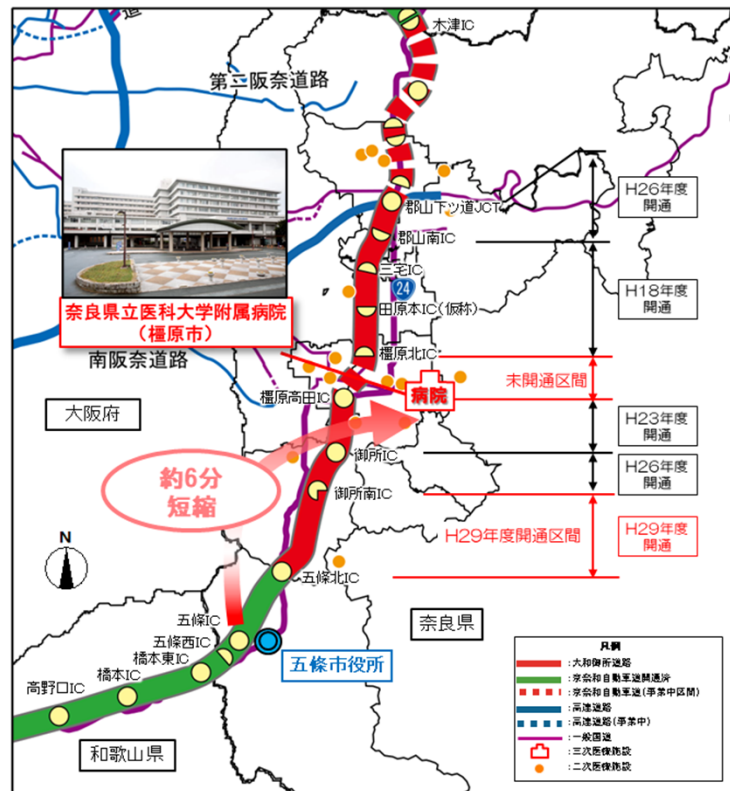 木津IC
道
第二阪奈道路
H26年度
開通
郡山下ツ道JCT
郡山南IC
三宅IC
24
H18年度
開通
田原本IC(仮称)
奈良県立医科大学附属病院
(橿原市)
南阪奈道路
橿原北IC
未開通区間
病院
橿原高田IC
大阪府
H23年度
開通
御所IC
約6分
短縮
H26年度
開通
御所南IC
H29年度開通区間
H29年度
開通
N
五條北IC
五條IC
奈良県
五條西IC
橋本東IC
五條市役所
橋本IC
高野口IC
和歌山県
凡例
:大和御所道路
:京奈和自動車道開通済
:京奈和自動車道(事業中区間)
:高速道路
:高速道路(事業中)
:一般国道
:三次医療施設
:二次医療施設